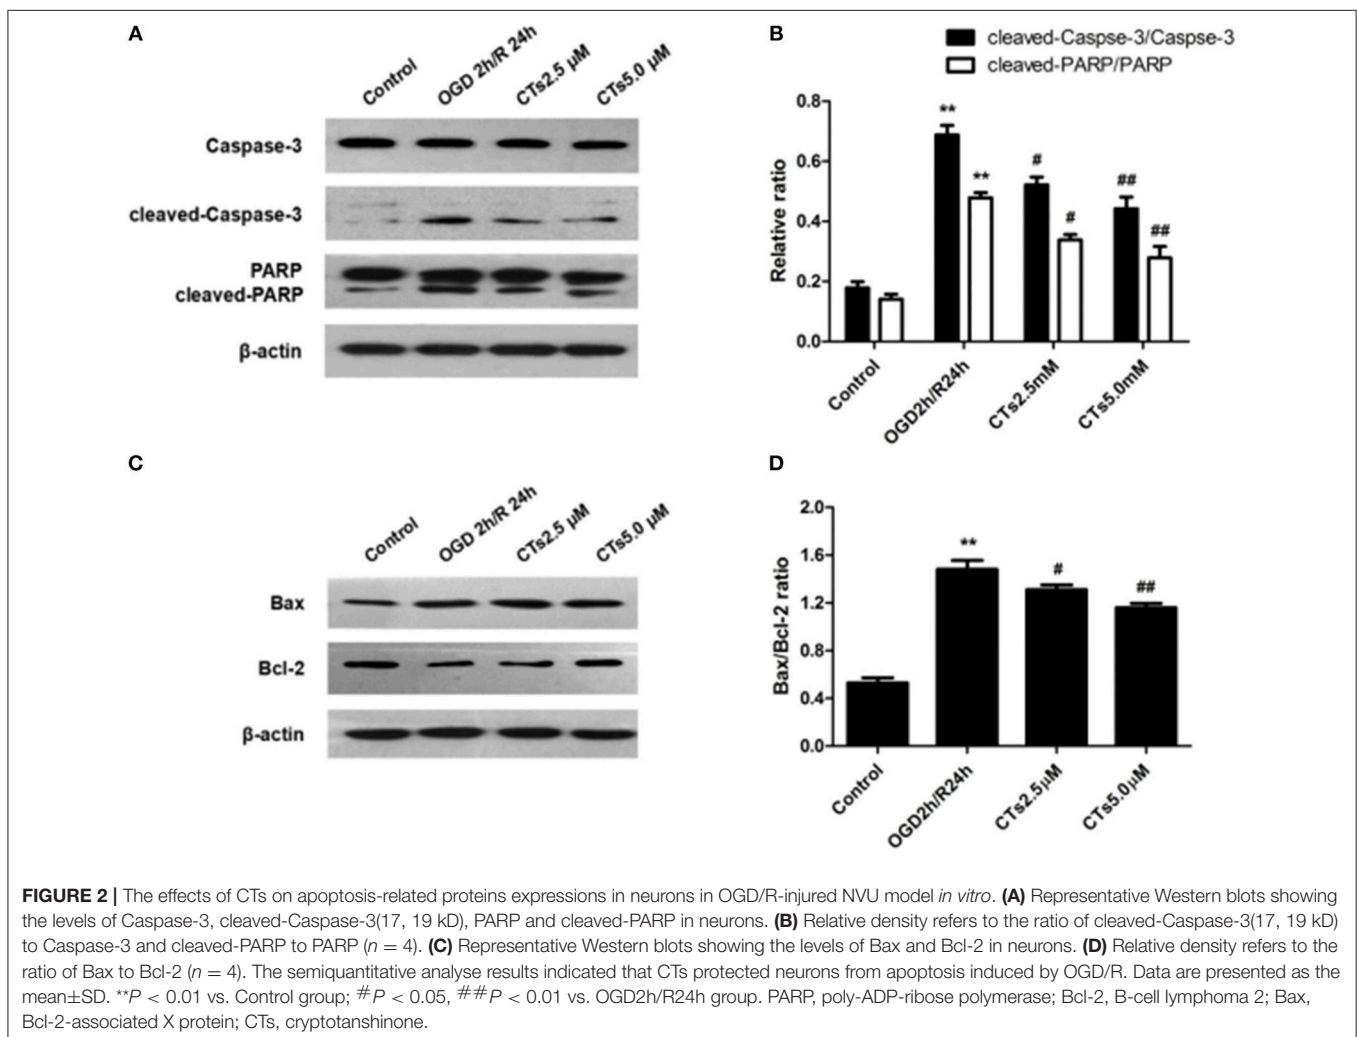 A
Control
OGD 2h/R 24h
CTs2.5 µM
CTs5.0 µM
Caspase-3
cleaved-Caspase-3
PARP
cleaved-PARP
β-actin
B
cleaved-Caspse-3/Caspse-3
cleaved-PARP/PARP
Relative ratio
0.8
0.6
0.4
0.2
0.0
**
**
#
#
##
##
Control
OGD2h/R24h
CTs2.5mM
CTs5.0mM
C
Control
OGD 2h/R 24h
CTs2.5 µM
CTs5.0 µM
Bax
Bcl-2
β-actin
D
Bax/Bcl-2 ratio
2.0
1.6
1.2
0.8
0.4
0.0
**
#
##
Control
OGD2h/R24h
CTs2.5µM
CTs5.0µM
FIGURE 2 | The effects of CTs on apoptosis-related proteins expressions in neurons in OGD/R-injured NVU model in vitro. (A) Representative Western blots showing
the levels of Caspase-3, cleaved-Caspase-3(17, 19 kD), PARP and cleaved-PARP in neurons. (B) Relative density refers to the ratio of cleaved-Caspase-3(17, 19 kD)
to Caspase-3 and cleaved-PARP to PARP (n = 4). (C) Representative Western blots showing the levels of Bax and Bcl-2 in neurons. (D) Relative density refers to the
ratio of Bax to Bcl-2 (n = 4). The semiquantitative analyse results indicated that CTs protected neurons from apoptosis induced by OGD/R. Data are presented as the
mean±SD. **P < 0.01 vs. Control group; #P < 0.05, ##P < 0.01 vs. OGD2h/R24h group. PARP, poly-ADP-ribose polymerase; Bcl-2, B-cell lymphoma 2; Bax,
Bcl-2-associated X protein; CTs, cryptotanshinone.